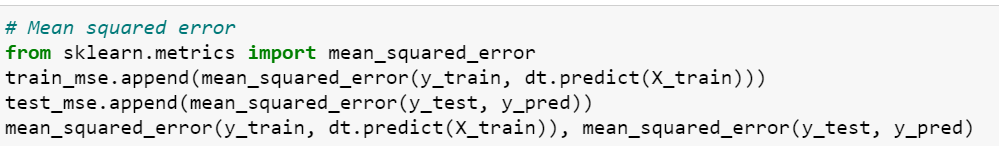 # Mean squared error
from sklearn.metrics import mean_squared_error
train_mse.append(mean_squared_error(y_train, dt.predict(X_train)))
test_mse.append(mean_squared_error(y_test, y_pred))
mean_squared_error(y_train, dt.predict(X_train)), mean_squared_error(y_test, y_pred)